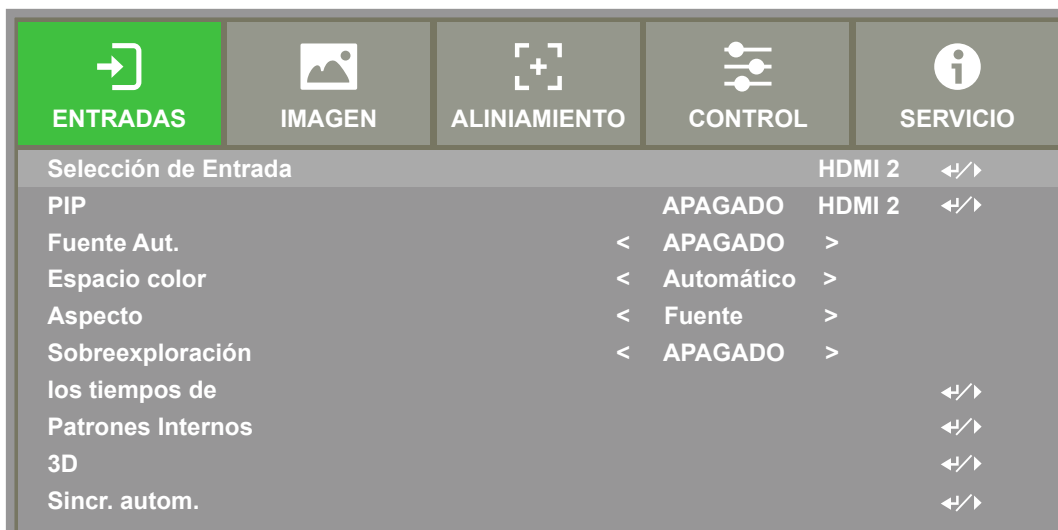 ENTRADAS IMAGEN ALINIAMIENTO CONTROL SERVICIO
Selección de Entrada HDMI 2
PIP APAGADO HDMI 2
Fuente Aut. < APAGADO >
Espacio color < Automático >
Aspecto < Fuente >
Sobreexploración < APAGADO >
los tiempos de
Patrones Internos
3D
Sincr. autom.